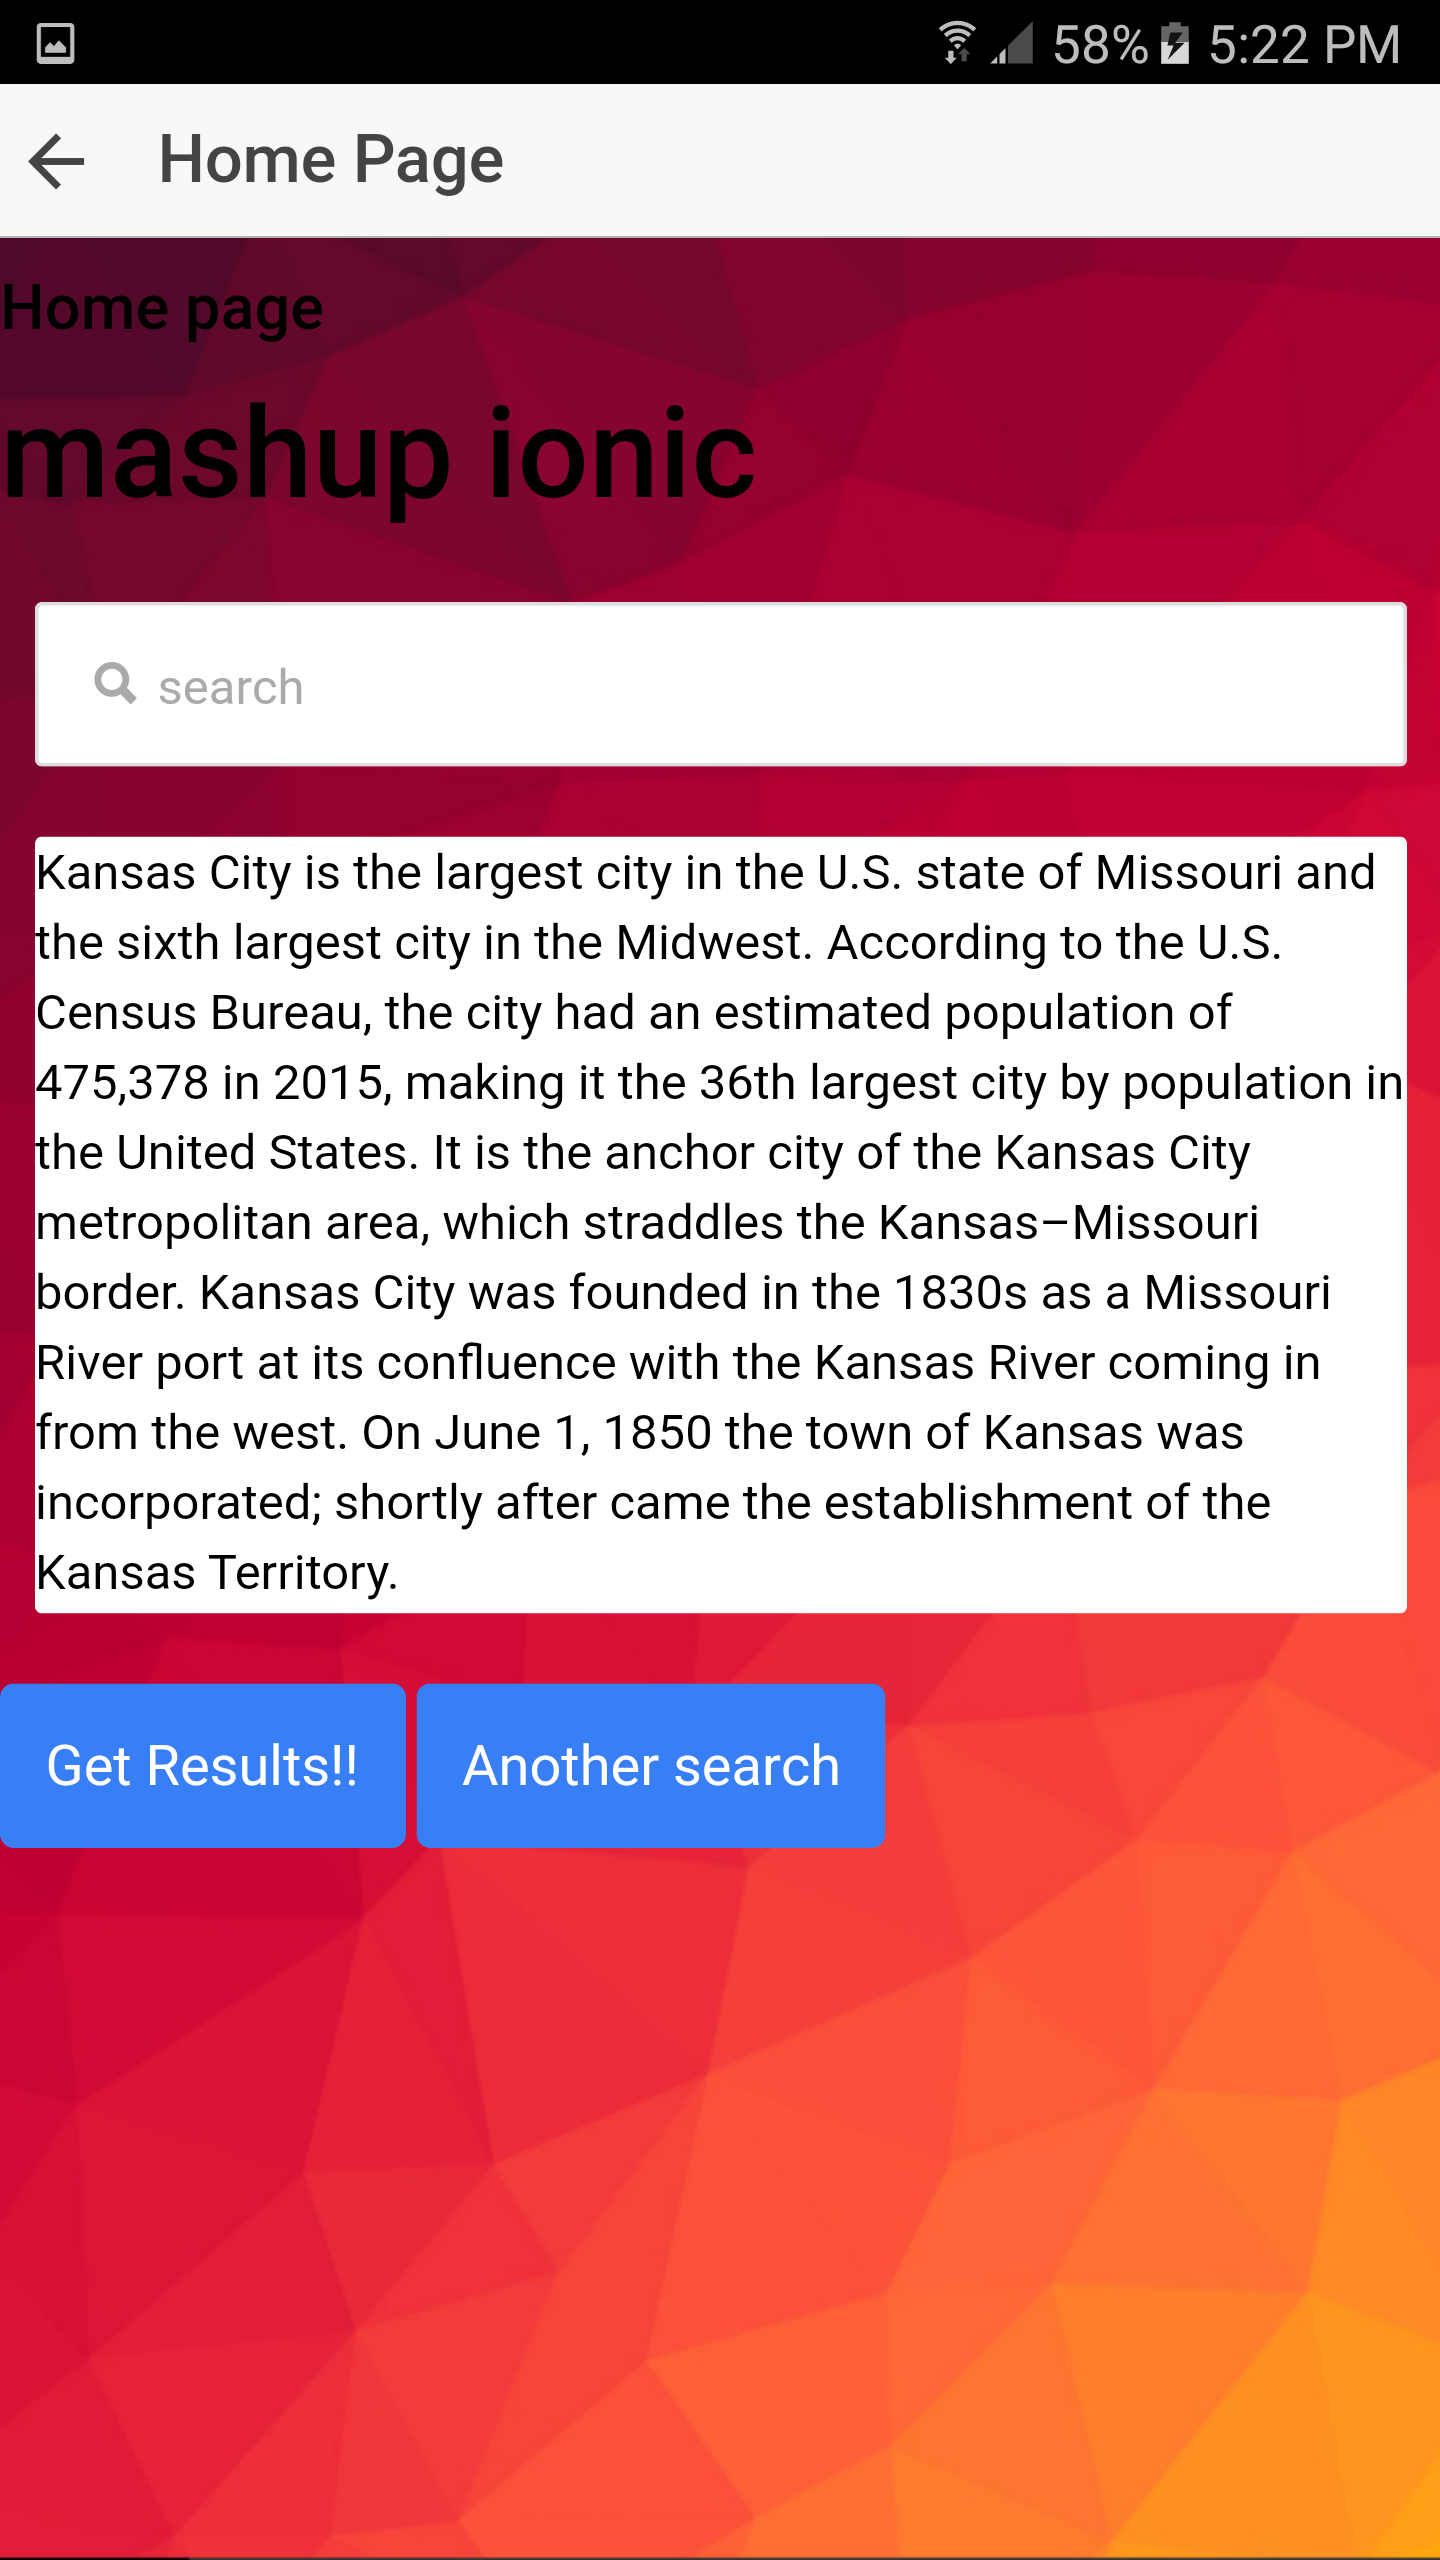 58% 5:22 PM
Home Page
Home page
mashup ionic
search
Kansas City is the largest city in the U.S. state of Missouri and
the sixth largest city in the Midwest. According to the U.S.
Census Bureau, the city had an estimated population of
475,378 in 2015, making it the 36th largest city by population in
the United States. It is the anchor city of the Kansas City
metropolitan area, which straddles the Kansas–Missouri
border. Kansas City was founded in the 1830s as a Missouri
River port at its confluence with the Kansas River coming in
from the west. On June 1, 1850 the town of Kansas was
incorporated; shortly after came the establishment of the
Kansas Territory.
Get Results!! Another search